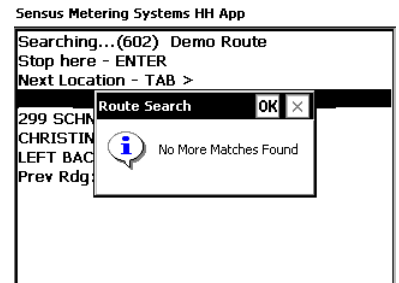 Sensus Metering Systems HH App
Searching...(602) Demo Route
Stop here - ENTER
Next Location - TAB >
Route Search OK
299 SCHN
CHRISTIN
No More Matches Found
LEFT BAC
Prev Rdg: